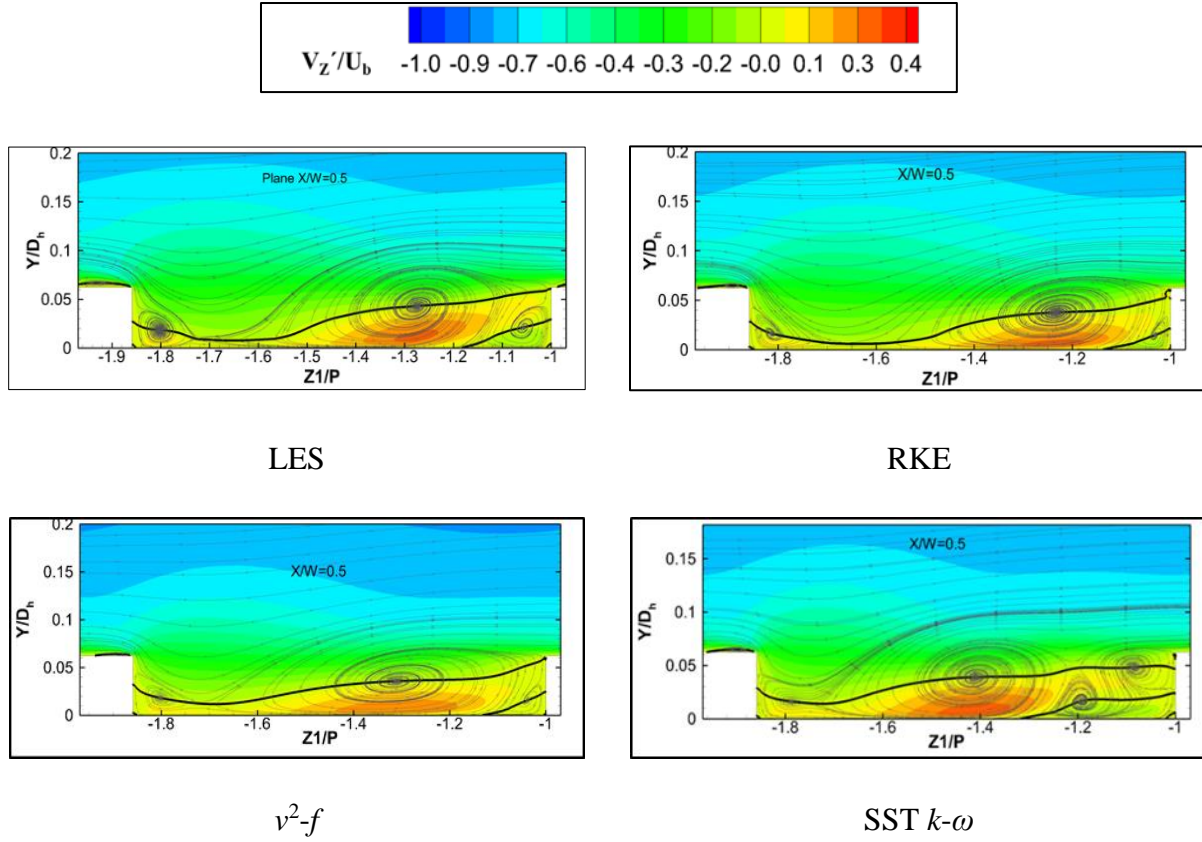 V_Z´/U_b -1.0 -0.9 -0.7 -0.6 -0.4 -0.3 -0.2 -0.0 0.1 0.3 0.4
0.2
0.1
0.05
0
Y/D_h
Plane X/W=0.5
-1.9 -1.8 -1.7 -1.6 -1.5 -1.4 -1.3 -1.2 -1.1 -1
Z1/P
LES
0.2
0.1
0.05
0
Y/D_h
X/W=0.5
-1.8 -1.6 -1.4 -1.2 -1
Z1/P
RKE
0.2
0.15
0.1
0.05
0
Y/D_h
X/W=0.5
-1.8 -1.6 -1.4 -1.2 -1
Z1/P
v²-f
0.15
0.1
0.05
0
Y/D_h
X/W=0.5
-1.8 -1.6 -1.4 -1.2 -1
Z1/P
SST k-ω